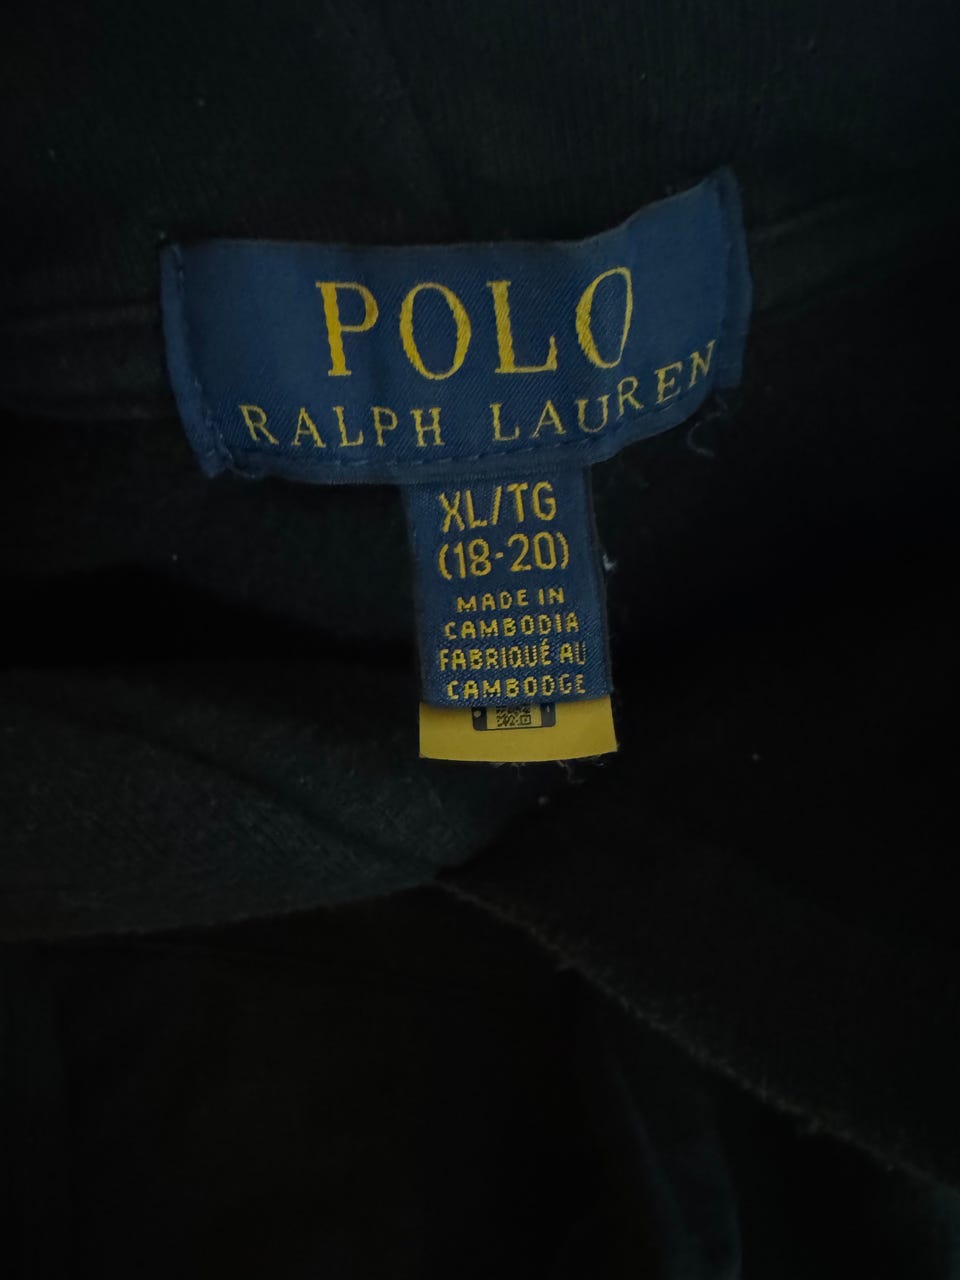 POLO
RALPH LAUREN
XL/TG
(18-20)
MADE IN
CAMBODIA
FABRIQUÉ AU
CAMBODGE